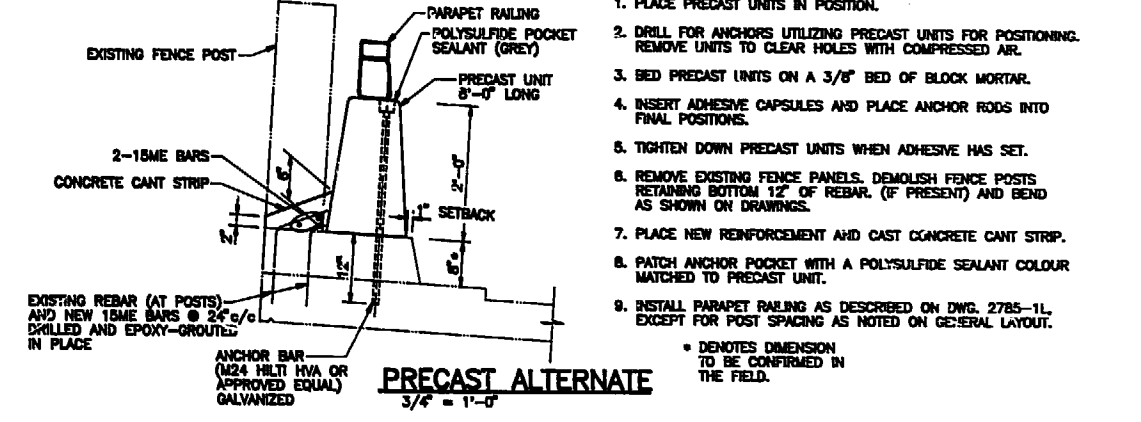 PARAPET RAILING
POLYSULFIDE POCKET
SEALANT (GREY)
EXISTING FENCE POST
PRECAST UNIT
8'-0" LONG
2-15ME BARS
CONCRETE CANT STRIP
6"
2'-0"
1"
SETBACK
2"
12"
8"*
EXISTING REBAR (AT POSTS)
AND NEW 15ME BARS @ 24"c/c
DRILLED AND EPOXY-GROUTED
IN PLACE
ANCHOR BAR
(M24 HILTI HVA OR
APPROVED EQUAL)
GALVANIZED
PRECAST ALTERNATE
3/4" = 1'-0"
1. PLACE PRECAST UNITS IN POSITION.
2. DRILL FOR ANCHORS UTILIZING PRECAST UNITS FOR POSITIONING.
REMOVE UNITS TO CLEAR HOLES WITH COMPRESSED AIR.
3. BED PRECAST UNITS ON A 3/8" BED OF BLOCK MORTAR.
4. INSERT ADHESIVE CAPSULES AND PLACE ANCHOR RODS INTO
FINAL POSITIONS.
5. TIGHTEN DOWN PRECAST UNITS WHEN ADHESIVE HAS SET.
6. REMOVE EXISTING FENCE PANELS. DEMOLISH FENCE POSTS
RETAINING BOTTOM 12" OF REBAR. (IF PRESENT) AND BEND
AS SHOWN ON DRAWINGS.
7. PLACE NEW REINFORCEMENT AND CAST CONCRETE CANT STRIP.
8. PATCH ANCHOR POCKET WITH A POLYSULFIDE SEALANT COLOUR
MATCHED TO PRECAST UNIT.
9. INSTALL PARAPET RAILING AS DESCRIBED ON DWG. 2785-1L,
EXCEPT FOR POST SPACING AS NOTED ON GENERAL LAYOUT.
* DENOTES DIMENSION
TO BE CONFIRMED IN
THE FIELD.